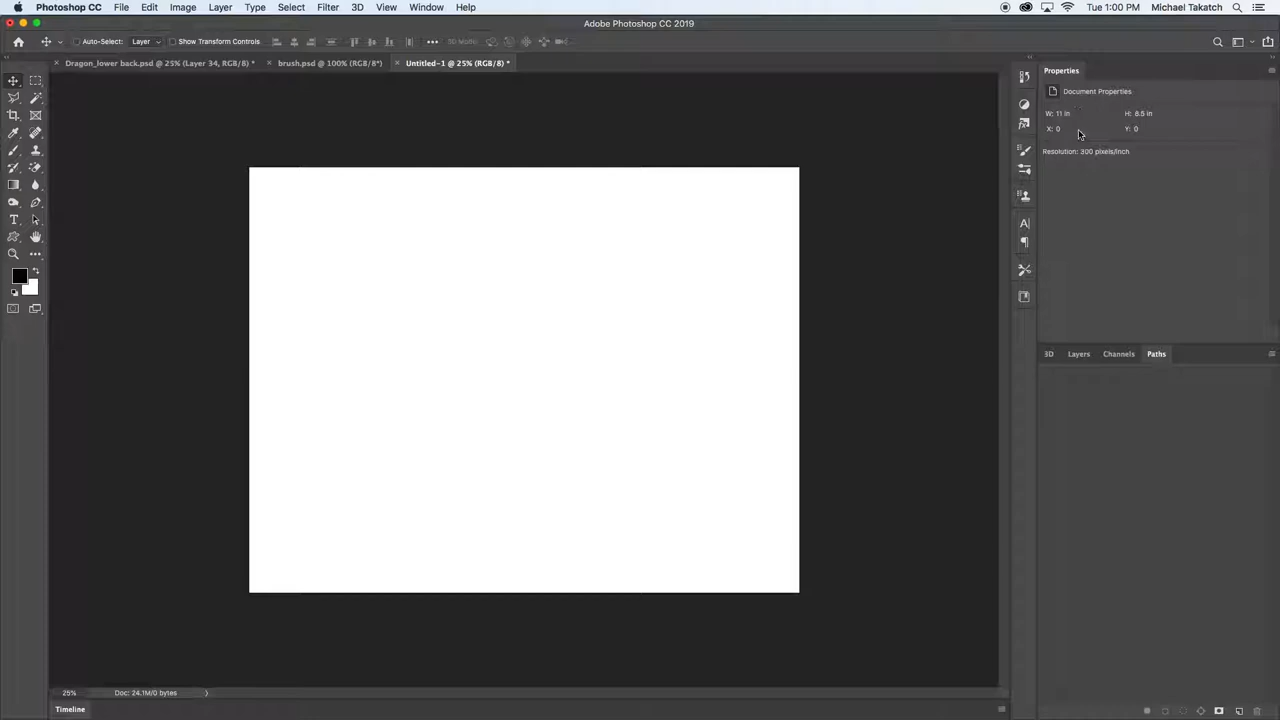 Photoshop CC File Edit Image Layer Type Select Filter 3D View Window Help Tue 1:00 PM Michael Takatch
Adobe Photoshop CC 2019
Auto-Select: Layer Show Transform Controls 3D Mode:
Dragon_lower back.psd @ 25% (Layer 34, RGB/8) * brush.psd @ 100% (RGB/8*) Untitled-1 @ 25% (RGB/8) *
Properties
Document Properties
W: 11 in H: 8.5 in
X: 0 Y: 0
Resolution: 300 pixels/inch
3D Layers Channels Paths
25% Doc: 24.1M/0 bytes
Timeline